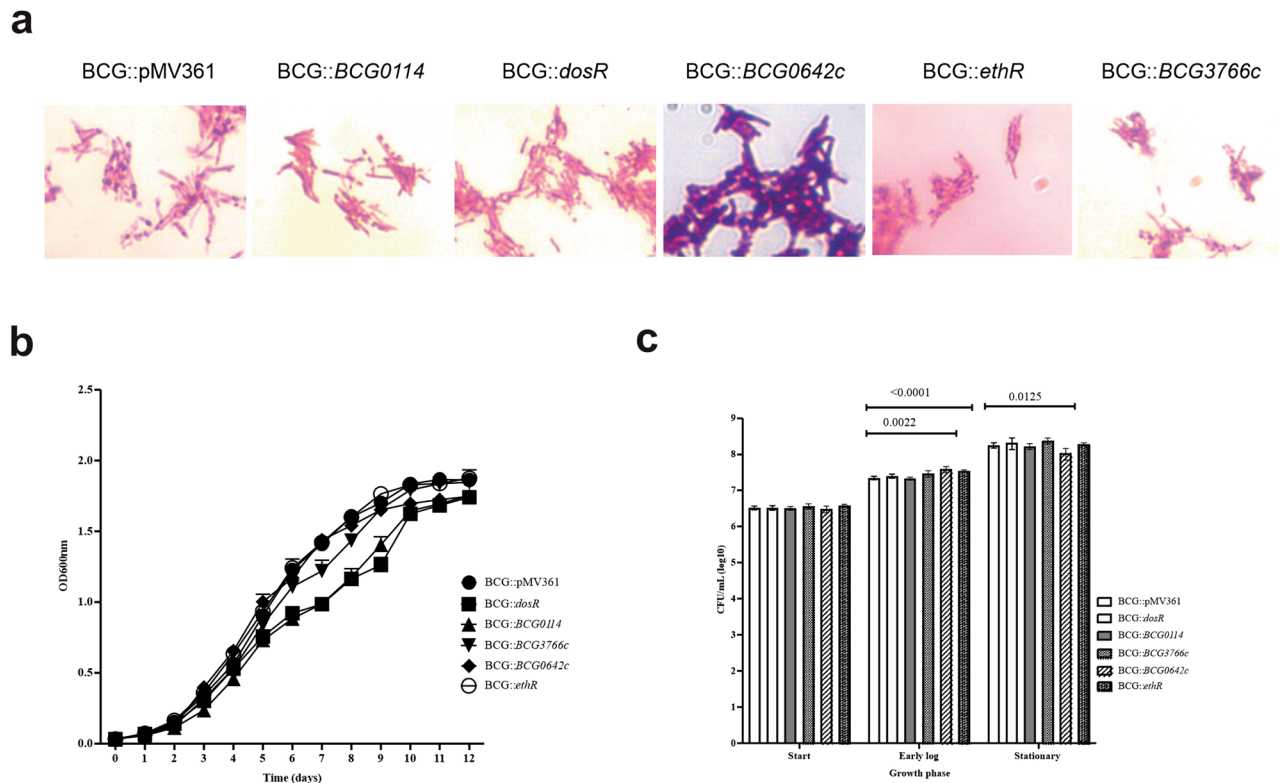 a
BCG::pMV361 BCG::BCG0114 BCG::dosR BCG::BCG0642c BCG::ethR BCG::BCG3766c
b
2.5
2.0
1.5
1.0
0.5
0.0
OD600nm
0 1 2 3 4 5 6 7 8 9 10 11 12
Time (days)
BCG::pMV361
BCG::dosR
BCG::BCG0114
BCG::BCG3766c
BCG::BCG0642c
BCG::ethR
c
<0.0001
0.0022
0.0125
9
8
7
6
5
4
3
2
1
0
CFU/mL (log10)
Start Early log Stationary
Growth phase
BCG::pMV361
BCG::dosR
BCG::BCG0114
BCG::BCG3766c
BCG::BCG0642c
BCG::ethR